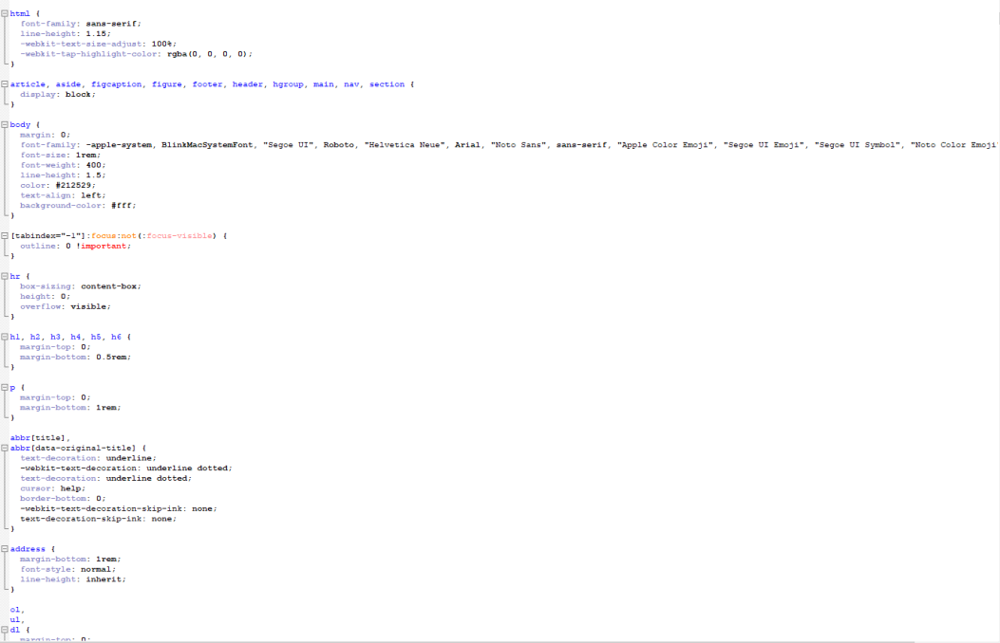 html {
font-family: sans-serif;
line-height: 1.15;
-webkit-text-size-adjust: 100%;
-webkit-tap-highlight-color: rgba(0, 0, 0, 0);
}
article, aside, figcaption, figure, footer, header, hgroup, main, nav, section {
display: block;
}
body {
margin: 0;
font-family: -apple-system, BlinkMacSystemFont, "Segoe UI", Roboto, "Helvetica Neue", Arial, "Noto Sans", sans-serif, "Apple Color Emoji", "Segoe UI Emoji", "Segoe UI Symbol", "Noto Color Emoji
font-size: 1rem;
font-weight: 400;
line-height: 1.5;
color: #212529;
text-align: left;
background-color: #fff;
}
[tabindex="-1"]:focus:not(:focus-visible) {
outline: 0 !important;
}
hr {
box-sizing: content-box;
height: 0;
overflow: visible;
}
h1, h2, h3, h4, h5, h6 {
margin-top: 0;
margin-bottom: 0.5rem;
}
p {
margin-top: 0;
margin-bottom: 1rem;
}
abbr[title],
abbr[data-original-title] {
text-decoration: underline;
-webkit-text-decoration: underline dotted;
text-decoration: underline dotted;
cursor: help;
border-bottom: 0;
-webkit-text-decoration-skip-ink: none;
text-decoration-skip-ink: none;
}
address {
margin-bottom: 1rem;
font-style: normal;
line-height: inherit;
}
ol,
ul,
dl {
margin-top: 0;